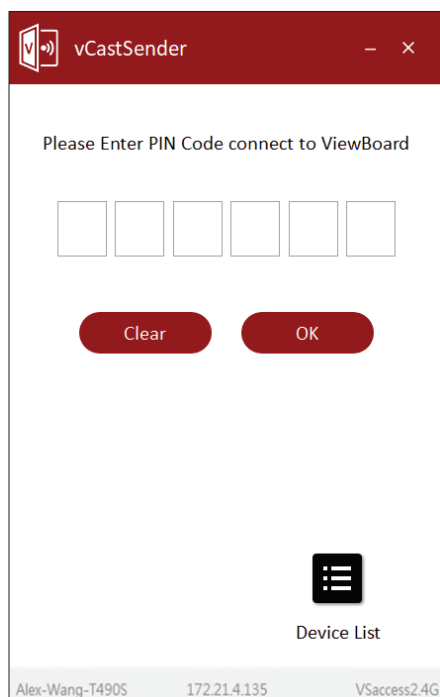 V vCastSender
Please Enter PIN Code connect to ViewBoard
Clear OK
Device List
Alex-Wang-T490S 172.21.4.135 VSaccess2.4G